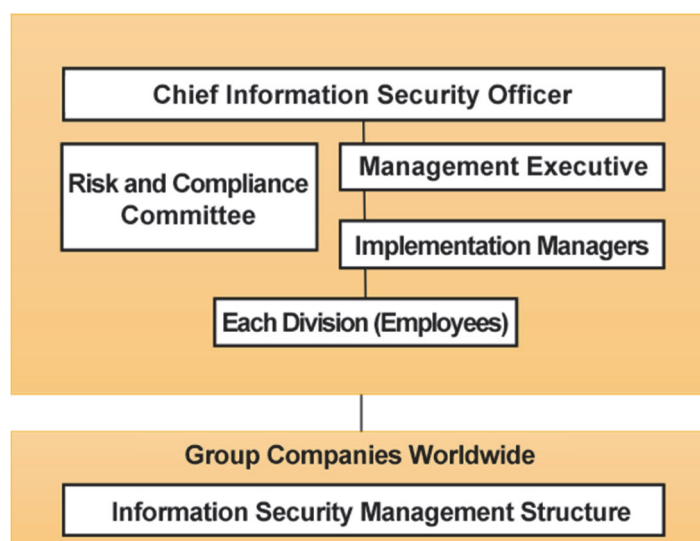 Chief Information Security Officer
Risk and Compliance
Committee
Management Executive
Implementation Managers
Each Division (Employees)
Group Companies Worldwide
Information Security Management Structure